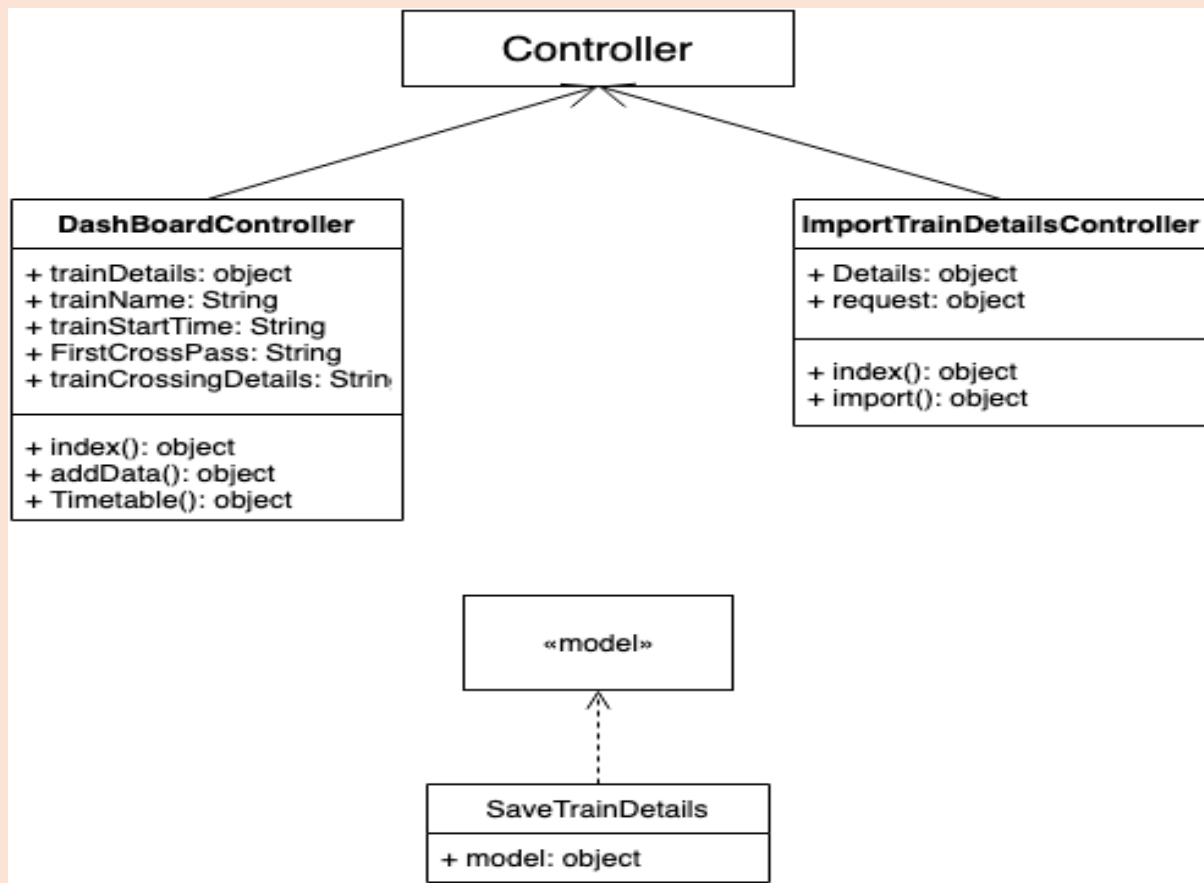 Controller
DashBoardController
+ trainDetails: object
+ trainName: String
+ trainStartTime: String
+ FirstCrossPass: String
+ trainCrossingDetails: Strin
+ index(): object
+ addData(): object
+ Timetable(): object
ImportTrainDetailsController
+ Details: object
+ request: object
+ index(): object
+ import(): object
«model»
SaveTrainDetails
+ model: object